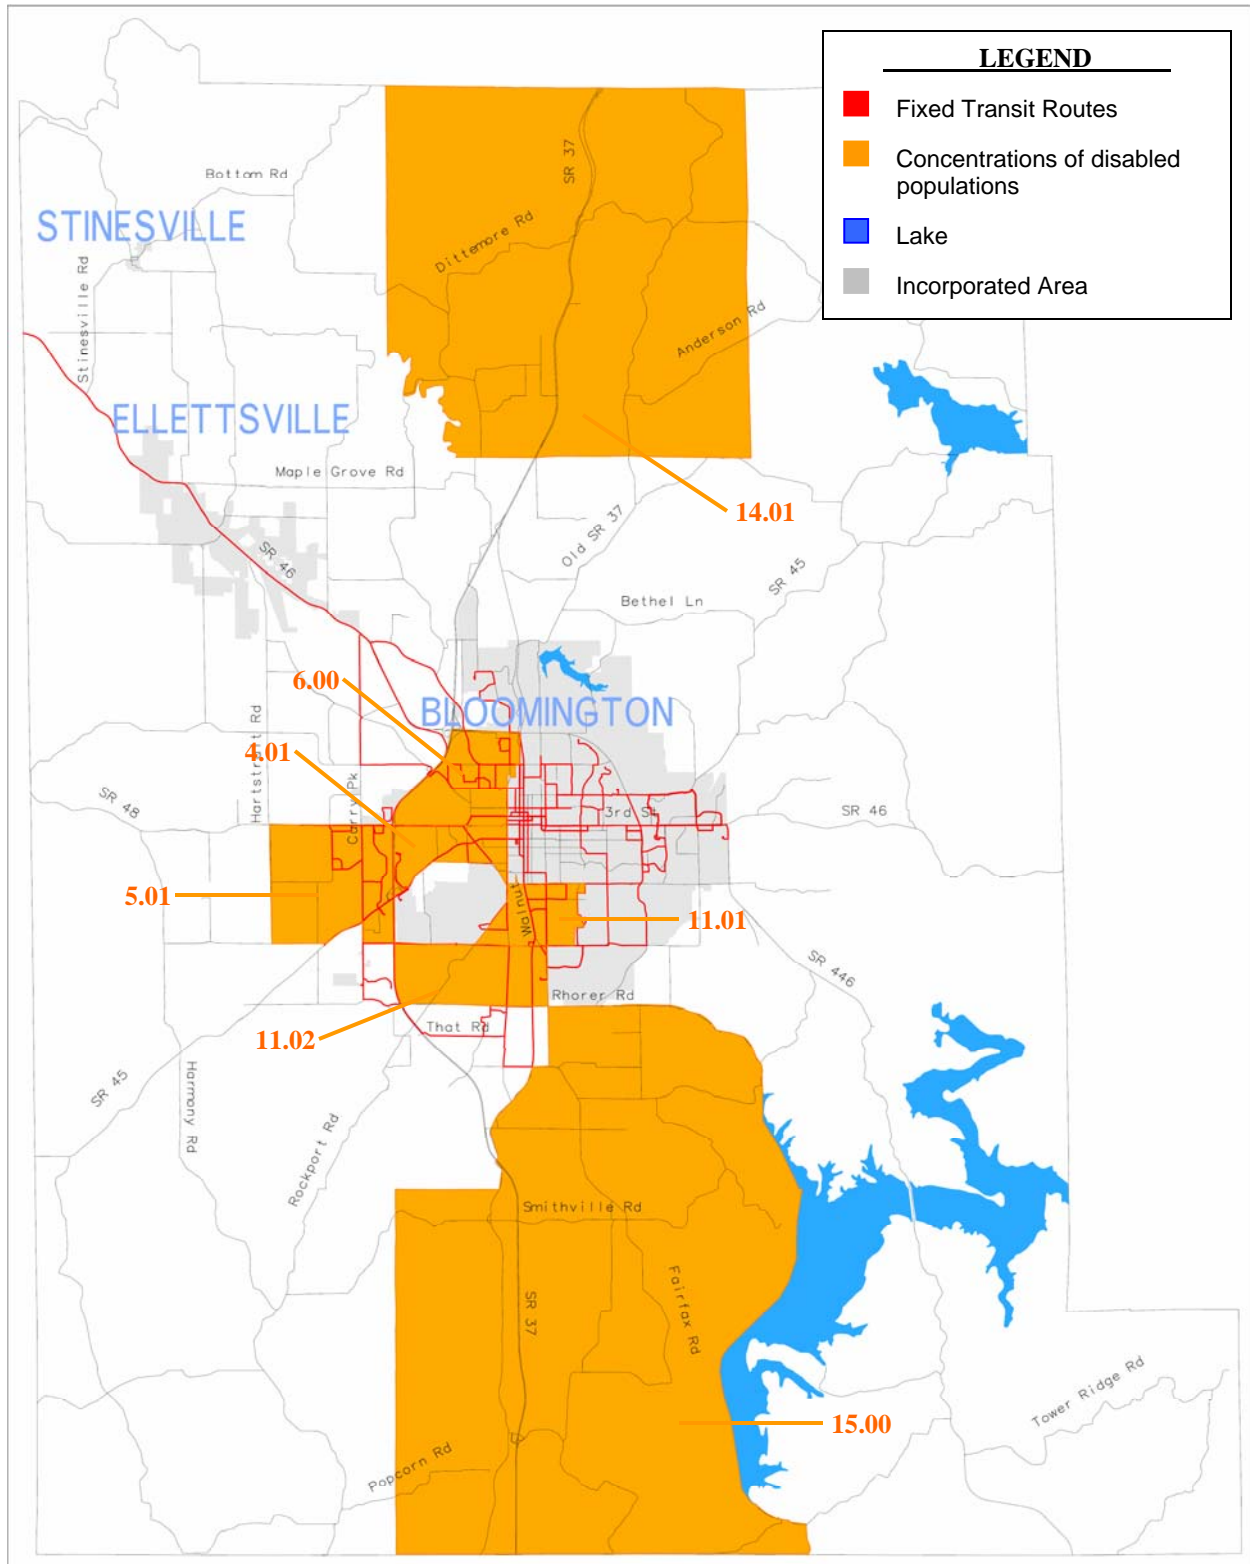 LEGEND
Fixed Transit Routes
Concentrations of disabled
populations
Lake
Incorporated Area
SR 37
Bottom Rd
STINESVILLE
Dittemore Rd
Stinesville Rd
Anderson Rd
ELLETTSVILLE
Maple Grove Rd
14.01
Old SR 37
SR 46
SR 45
Bethel Ln
6.00
BLOOMINGTON
Hartstrait Rd
4.01
Curry Pk
SR 48
3rd St
SR 46
5.01
Walnut
11.01
SR 446
Rhorer Rd
That Rd
11.02
SR 45
Harmony Rd
Rockport Rd
Smithville Rd
Fairfax Rd
SR 37
Tower Ridge Rd
15.00
Popcorn Rd